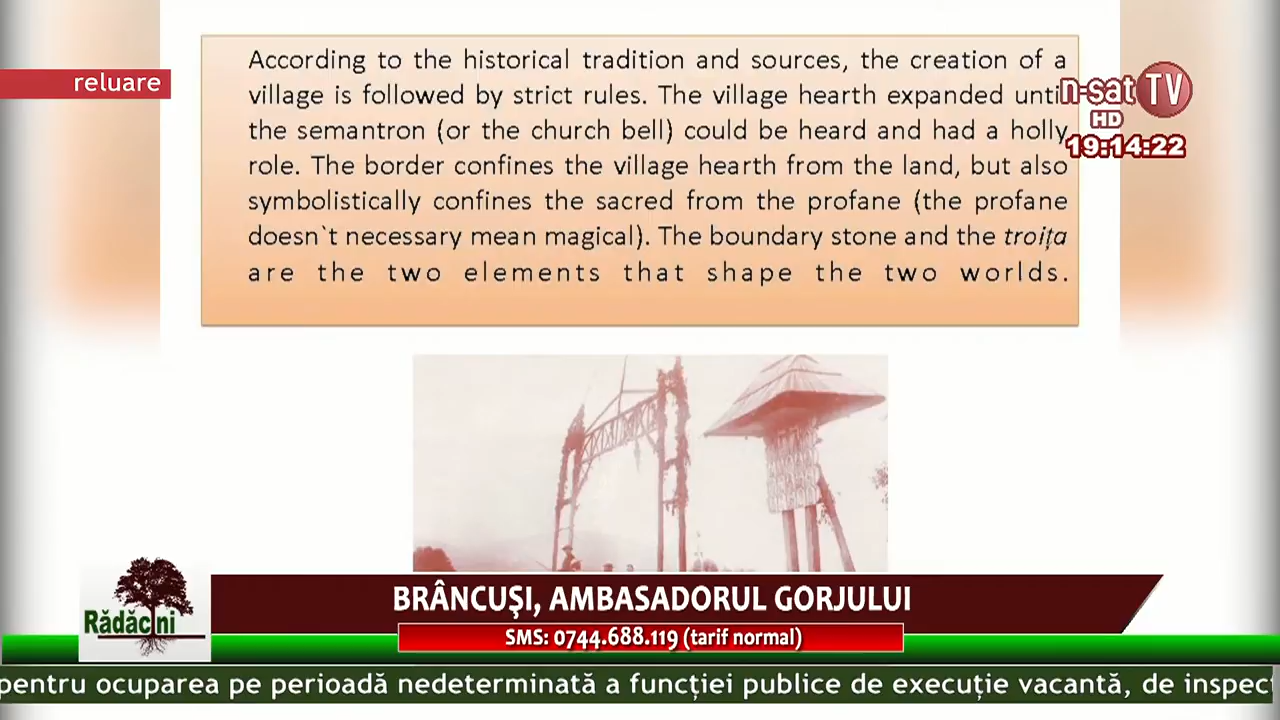 According to the historical tradition and sources, the creation of a
reluare
village is followed by strict rules. The village hearth expanded until
n-sat TV
HD
the semantron (or the church bell) could be heard and had a holly
19:14:22
role. The border confines the village hearth from the land, but also
symbolistically confines the sacred from the profane (the profane
doesn`t necessary mean magical). The boundary stone and the troița
are the two elements that shape the two worlds.
Rădăcini
BRÂNCUȘI, AMBASADORUL GORJULUI
SMS: 0744.688.119 (tarif normal)
pentru ocuparea pe perioadă nedeterminată a funcției publice de execuție vacantă, de inspect